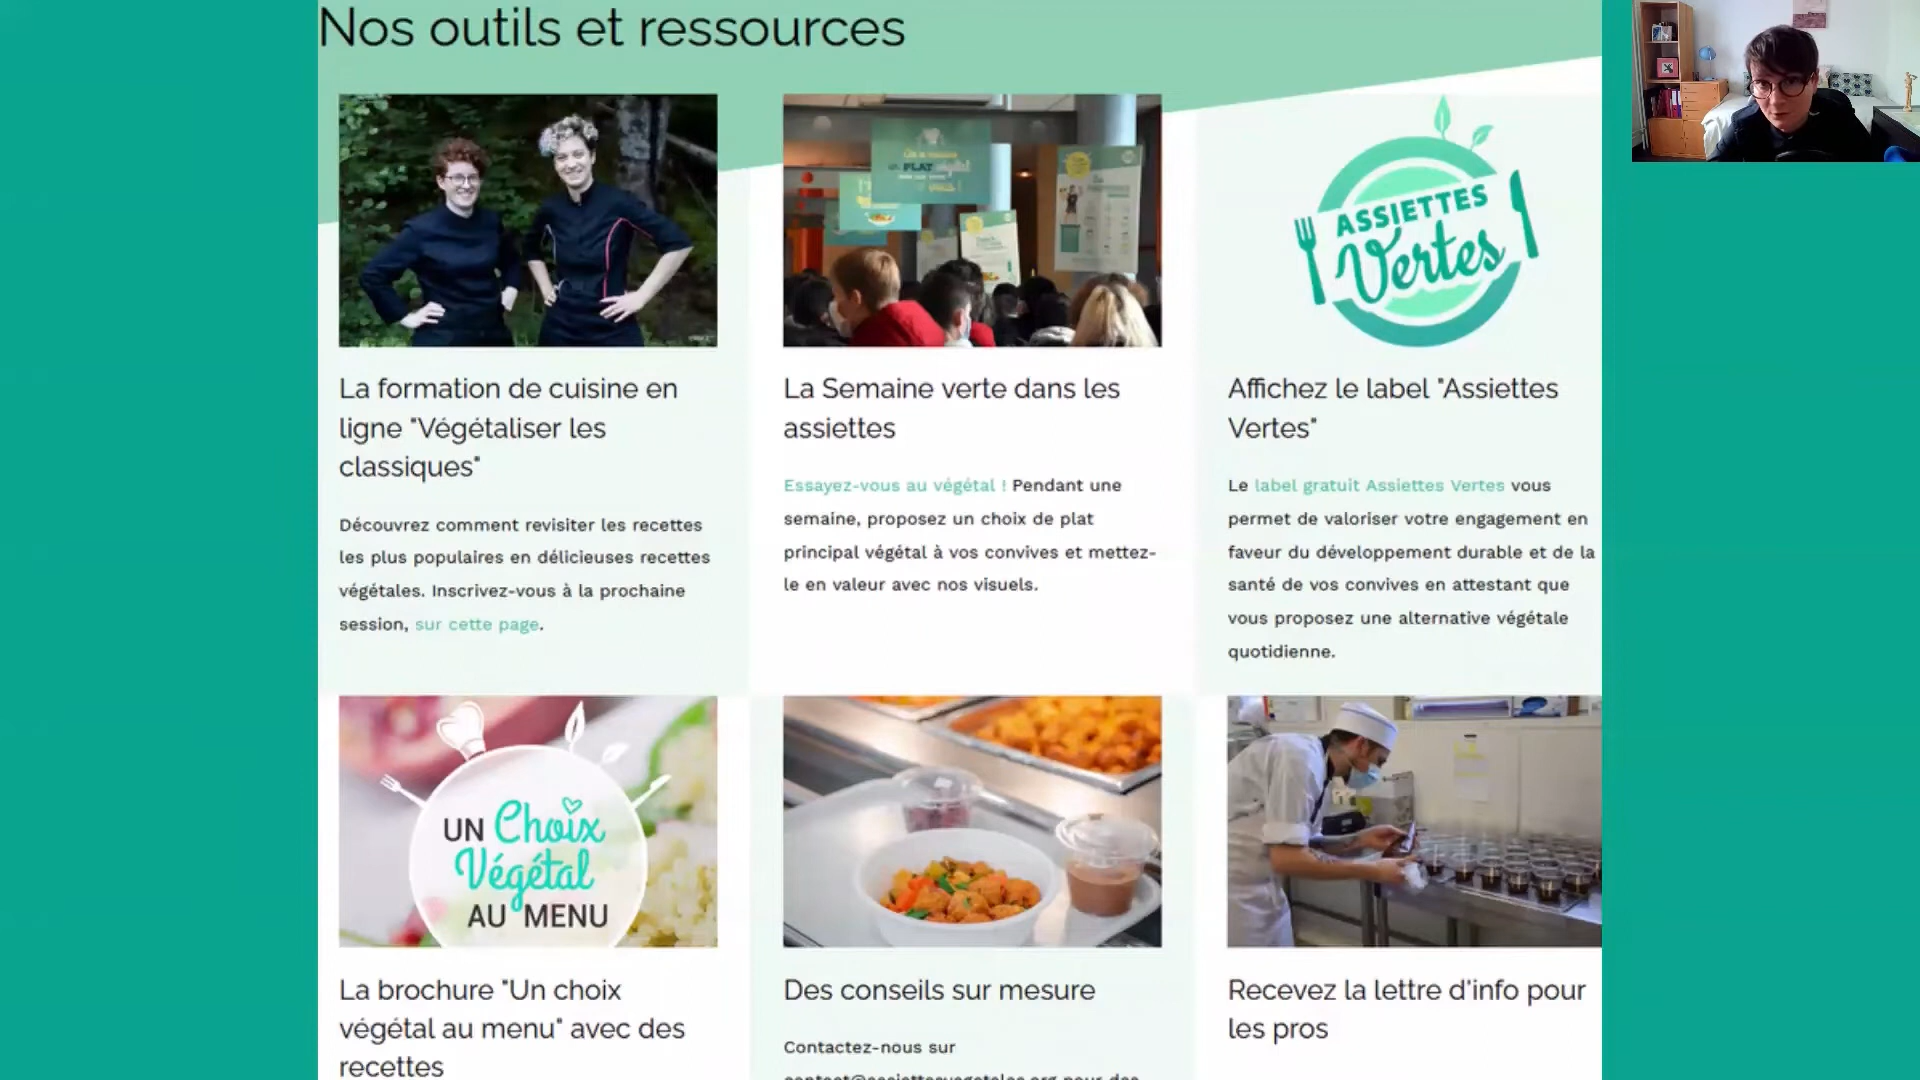 Nos outils et ressources
ASSIETTES
Vertes
La formation de cuisine en
ligne "Végétaliser les
classiques"
Découvrez comment revisiter les recettes
les plus populaires en délicieuses recettes
végétales. Inscrivez-vous à la prochaine
session, sur cette page.
La Semaine verte dans les
assiettes
Essayez-vous au végétal ! Pendant une
semaine, proposez un choix de plat
principal végétal à vos convives et mettez-
le en valeur avec nos visuels.
Affichez le label "Assiettes
Vertes"
Le label gratuit Assiettes Vertes vous
permet de valoriser votre engagement en
faveur du développement durable et de la
santé de vos convives en attestant que
vous proposez une alternative végétale
quotidienne.
UN Choix
Végétal
AU MENU
La brochure "Un choix
végétal au menu" avec des
recettes
Des conseils sur mesure
Contactez-nous sur
contact@assiettesvegetales.org pour des
Recevez la lettre d'info pour
les pros